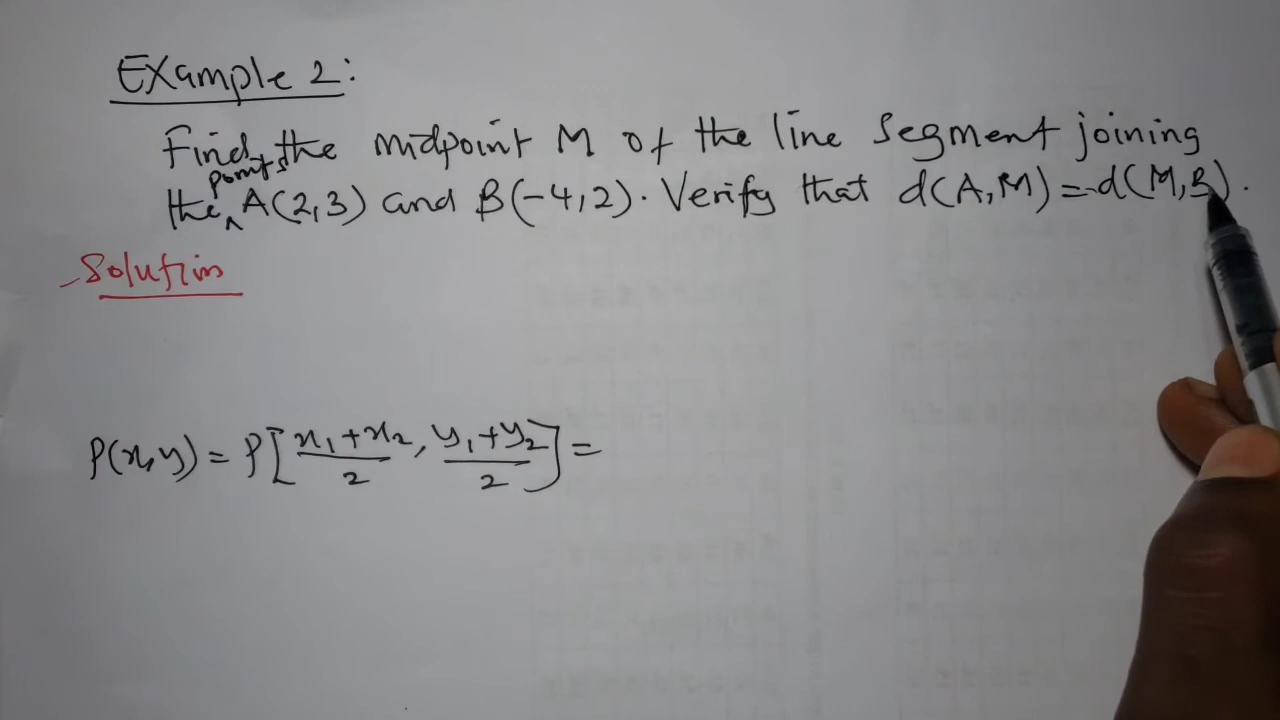 Example 2:
Find the midpoint M of the line segment joining
the points A(2,3) and B(-4,2). Verify that d(A,M) = d(M,B).
Solution
P(x,y) = P[(x₁+x₂)/2, (y₁+y₂)/2] =